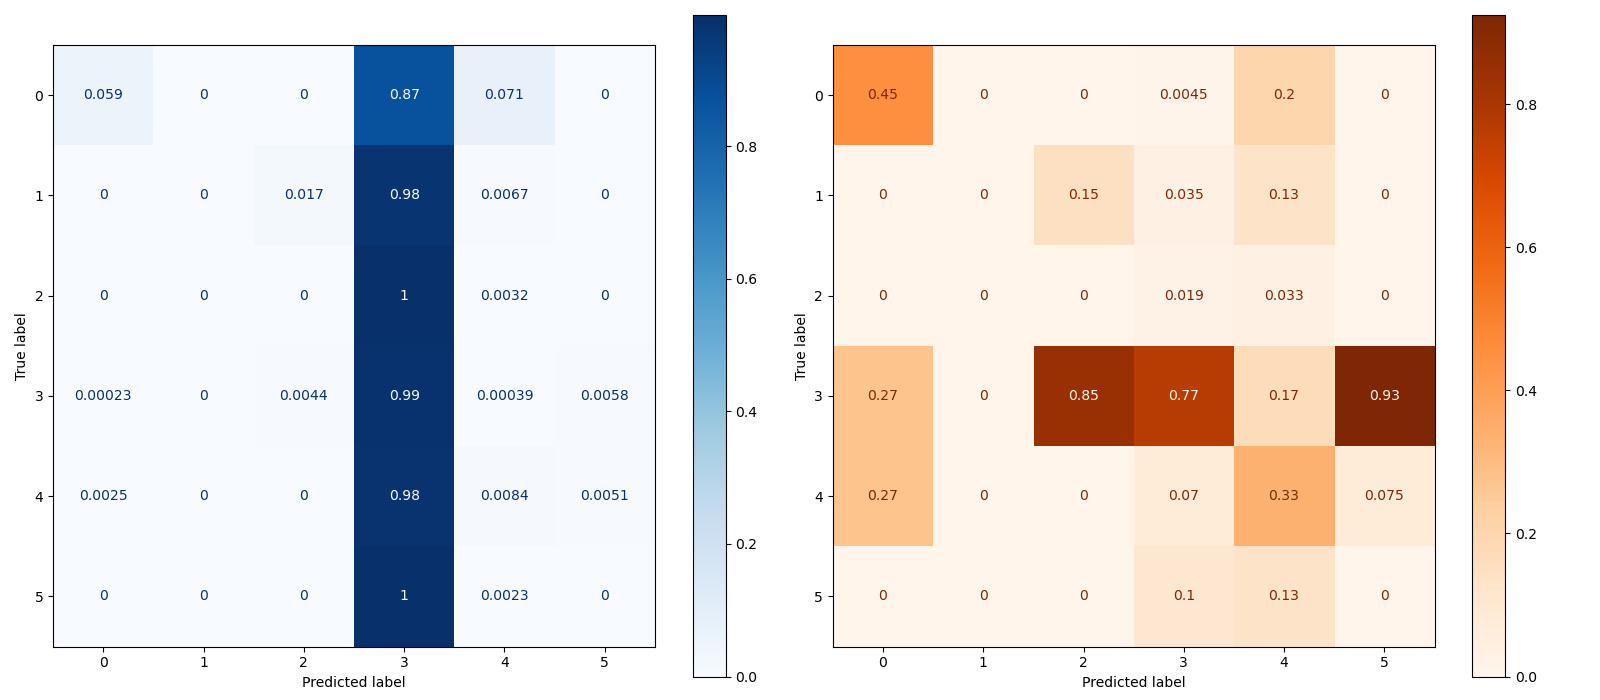 0 0.059 0 0 0.87 0.071 0
1 0 0 0.017 0.98 0.0067 0
2 0 0 0 1 0.0032 0
3 0.00023 0 0.0044 0.99 0.00039 0.0058
4 0.0025 0 0 0.98 0.0084 0.0051
5 0 0 0 1 0.0023 0
0 1 2 3 4 5
Predicted label
True label
0.8
0.6
0.4
0.2
0.0
0 0.45 0 0 0.0045 0.2 0
1 0 0 0.15 0.035 0.13 0
2 0 0 0 0.019 0.033 0
3 0.27 0 0.85 0.77 0.17 0.93
4 0.27 0 0 0.07 0.33 0.075
5 0 0 0 0.1 0.13 0
0 1 2 3 4 5
Predicted label
True label
0.8
0.6
0.4
0.2
0.0